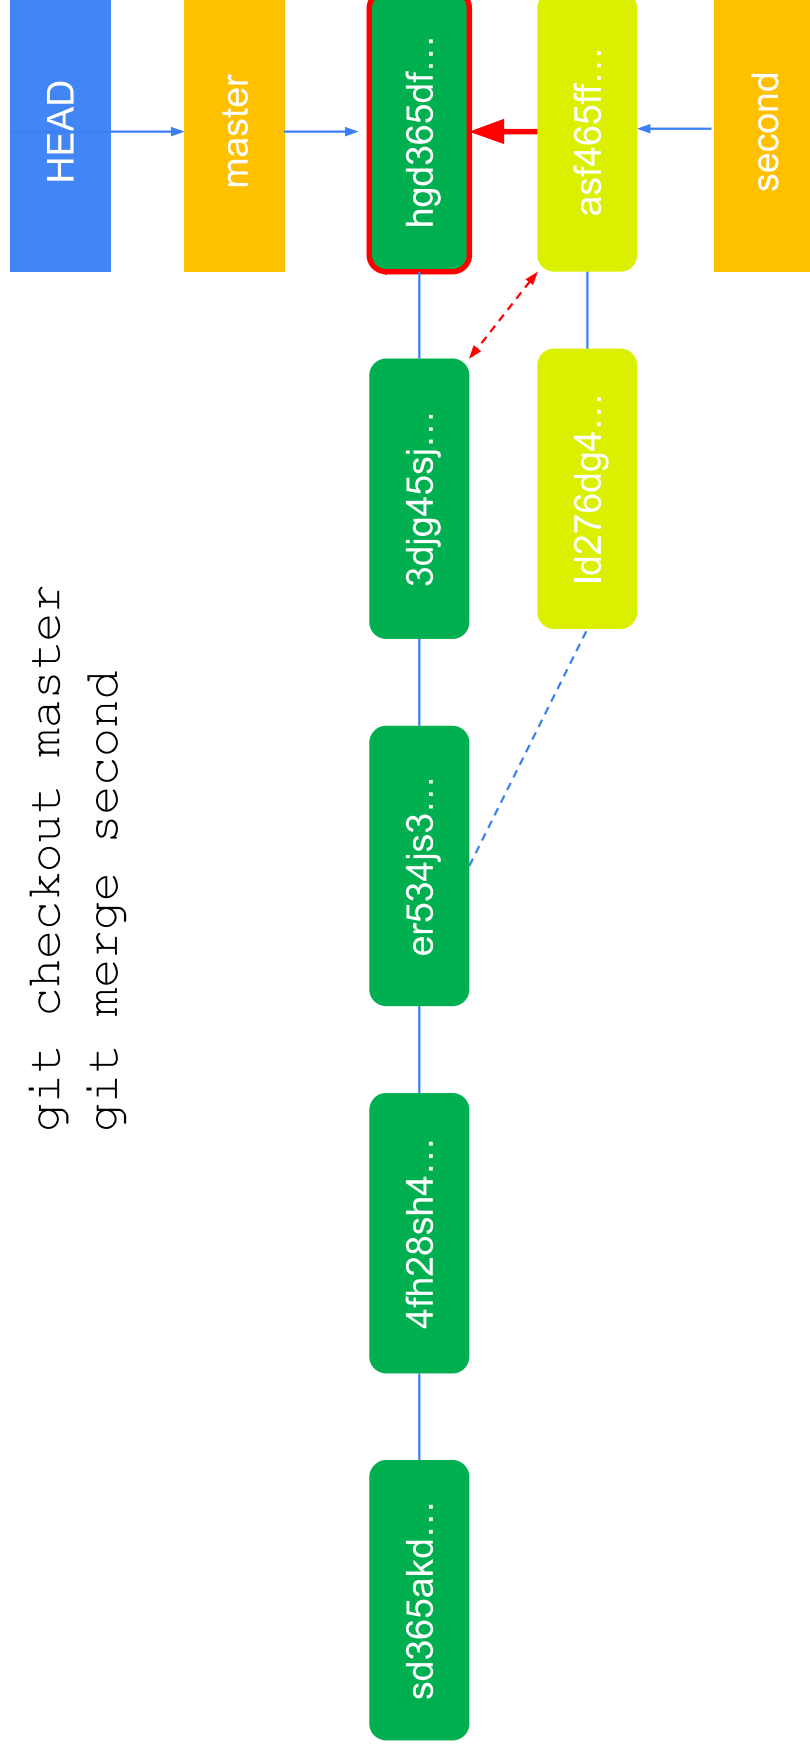 git checkout master
git merge second
HEAD
master
sd365akd…
4fh28sh4…
er534js3…
3djg45sj…
hgd365df…
ld276dg4…
asf465ff…
second